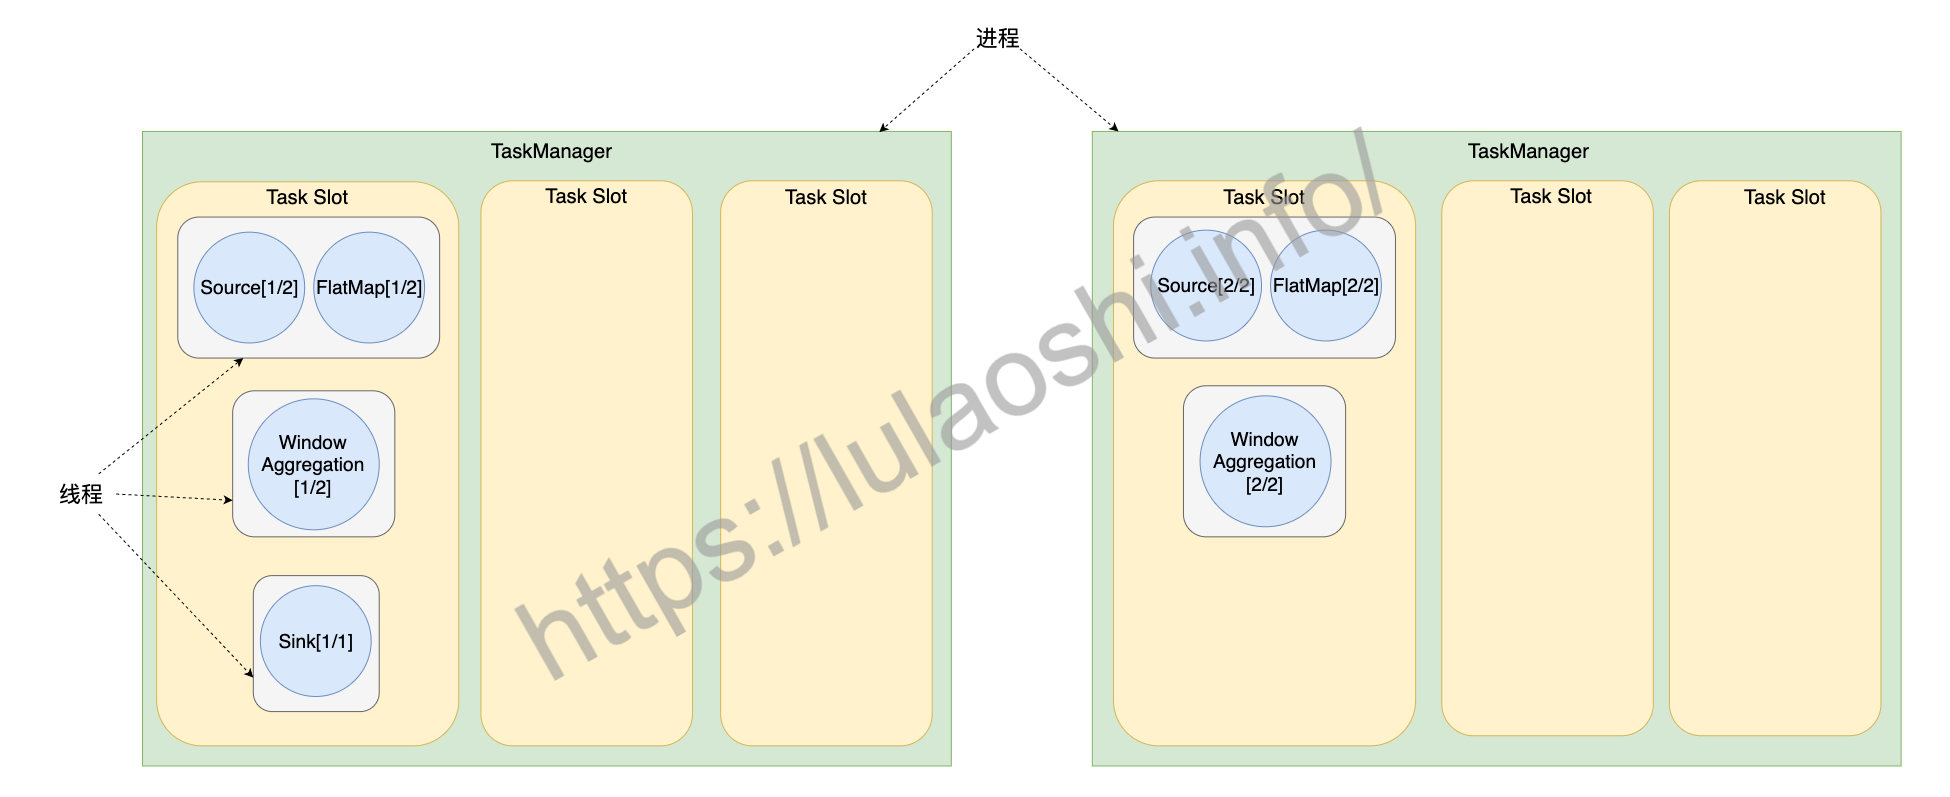 进程
TaskManager
Task Slot
Task Slot
Task Slot
Source[1/2]
FlatMap[1/2]
Window
Aggregation
[1/2]
Sink[1/1]
线程
TaskManager
Task Slot
Task Slot
Task Slot
Source[2/2]
FlatMap[2/2]
Window
Aggregation
[2/2]
https://lulaoshi.info/